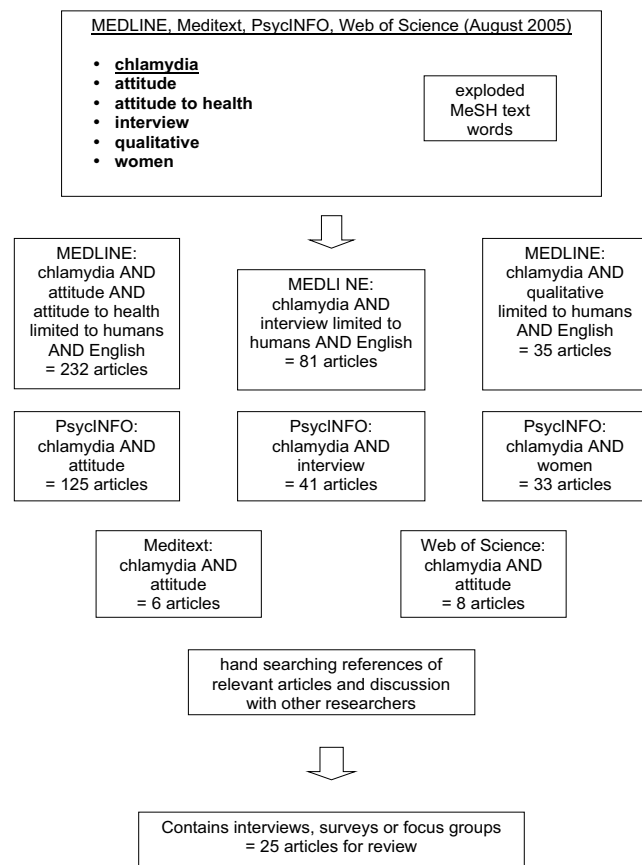 MEDLINE, Meditext, PsycINFO, Web of Science (August 2005)
• chlamydia
• attitude
• attitude to health
• interview
• qualitative
• women
exploded
MeSH text
words
MEDLINE:
chlamydia AND
attitude AND
attitude to health
limited to humans
AND English
= 232 articles
MEDLI NE:
chlamydia AND
interview limited to
humans AND English
= 81 articles
MEDLINE:
chlamydia AND
qualitative
limited to humans
AND English
= 35 articles
PsycINFO:
chlamydia AND
attitude
= 125 articles
PsycINFO:
chlamydia AND
interview
= 41 articles
PsycINFO:
chlamydia AND
women
= 33 articles
Meditext:
chlamydia AND
attitude
= 6 articles
Web of Science:
chlamydia AND
attitude
= 8 articles
hand searching references of
relevant articles and discussion
with other researchers
Contains interviews, surveys or focus groups
= 25 articles for review